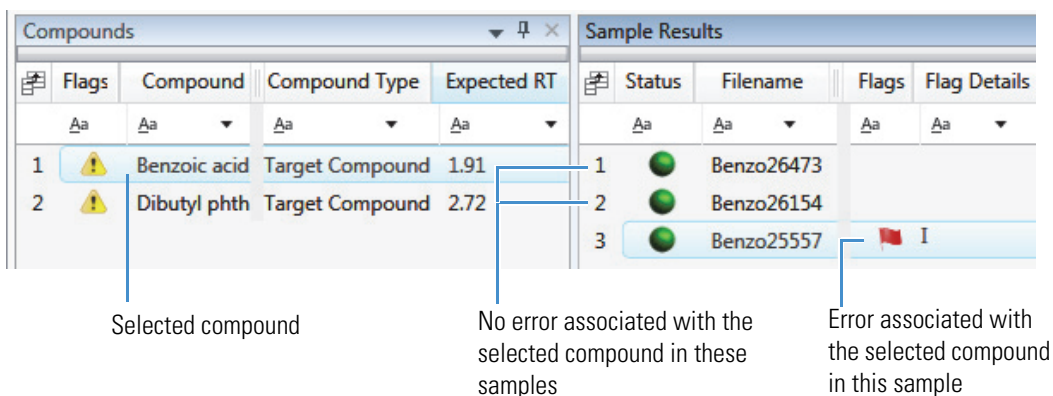 Compounds
Sample Results
Flags Compound Compound Type Expected RT
Status Filename Flags Flag Details
Aa Aa Aa Aa
Aa Aa Aa Aa
1 Benzoic acid Target Compound 1.91
2 Dibutyl phth Target Compound 2.72
1 Benzo26473
2 Benzo26154
3 Benzo25557 I
Selected compound
No error associated with the
selected compound in these
samples
Error associated with
the selected compound
in this sample